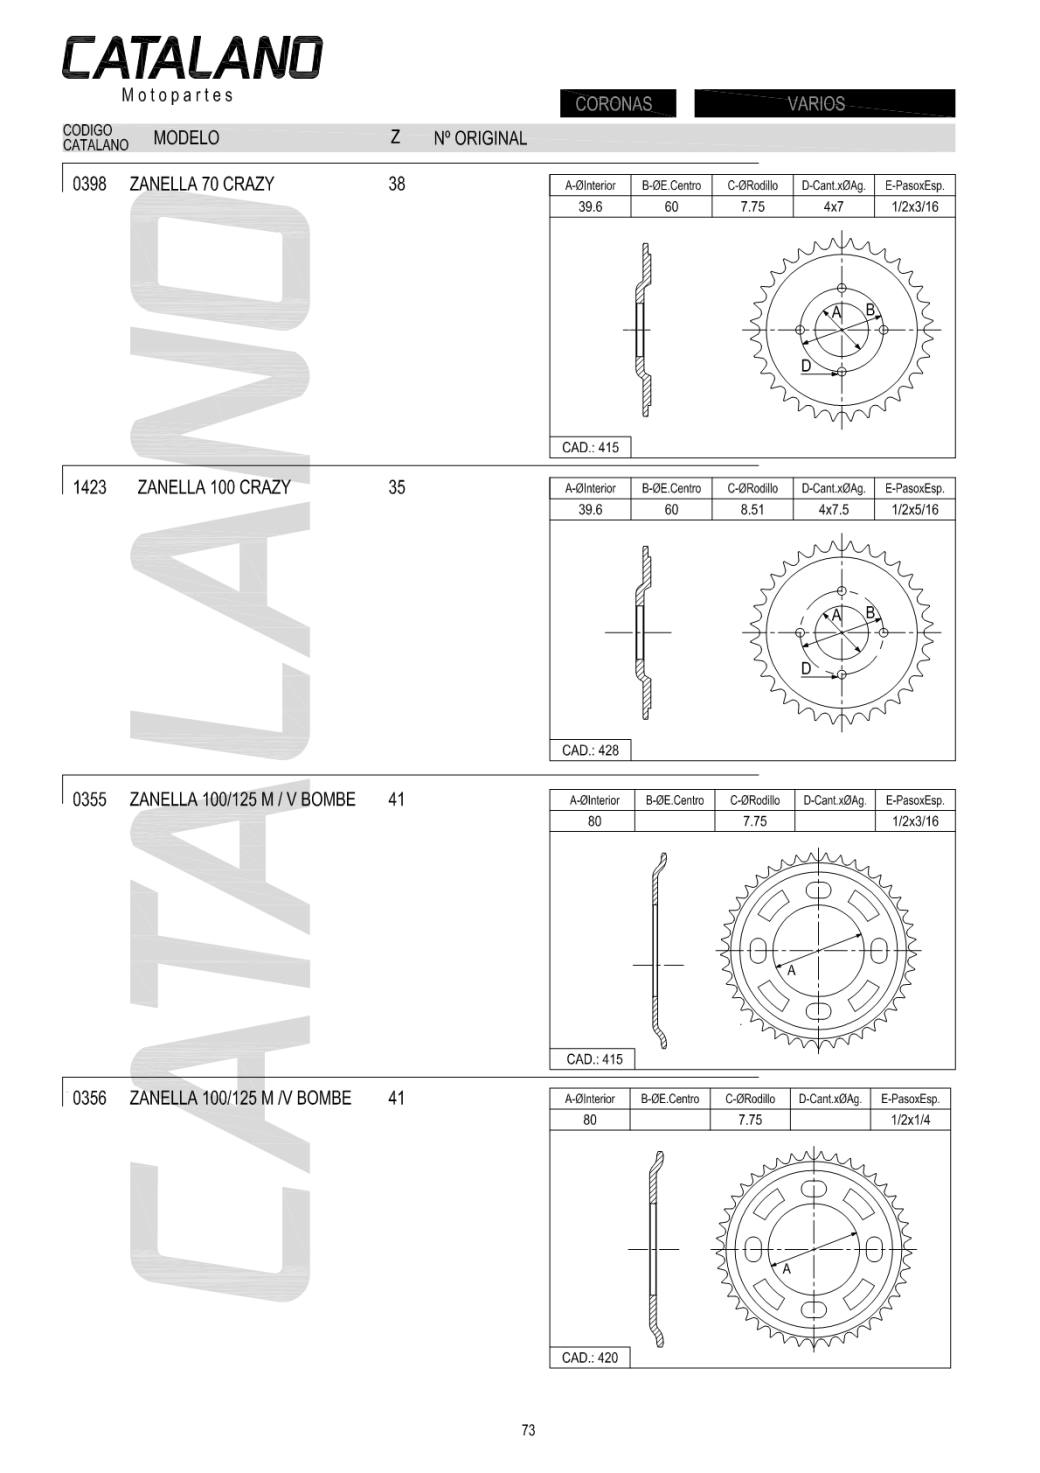 CATALANO
Motopartes
CORONAS VARIOS
CODIGO CATALANO MODELO Z Nº ORIGINAL
0398 ZANELLA 70 CRAZY 38
A-ØInterior B-ØE.Centro C-ØRodillo D-Cant.xØAg. E-PasoxEsp.
39.6 60 7.75 4x7 1/2x3/16
A B
D
CAD.: 415
1423 ZANELLA 100 CRAZY 35
A-ØInterior B-ØE.Centro C-ØRodillo D-Cant.xØAg. E-PasoxEsp.
39.6 60 8.51 4x7.5 1/2x5/16
A B
D
CAD.: 428
0355 ZANELLA 100/125 M / V BOMBE 41
A-ØInterior B-ØE.Centro C-ØRodillo D-Cant.xØAg. E-PasoxEsp.
80 7.75 1/2x3/16
A
CAD.: 415
0356 ZANELLA 100/125 M /V BOMBE 41
A-ØInterior B-ØE.Centro C-ØRodillo D-Cant.xØAg. E-PasoxEsp.
80 7.75 1/2x1/4
A
CAD.: 420
CATALANO
73